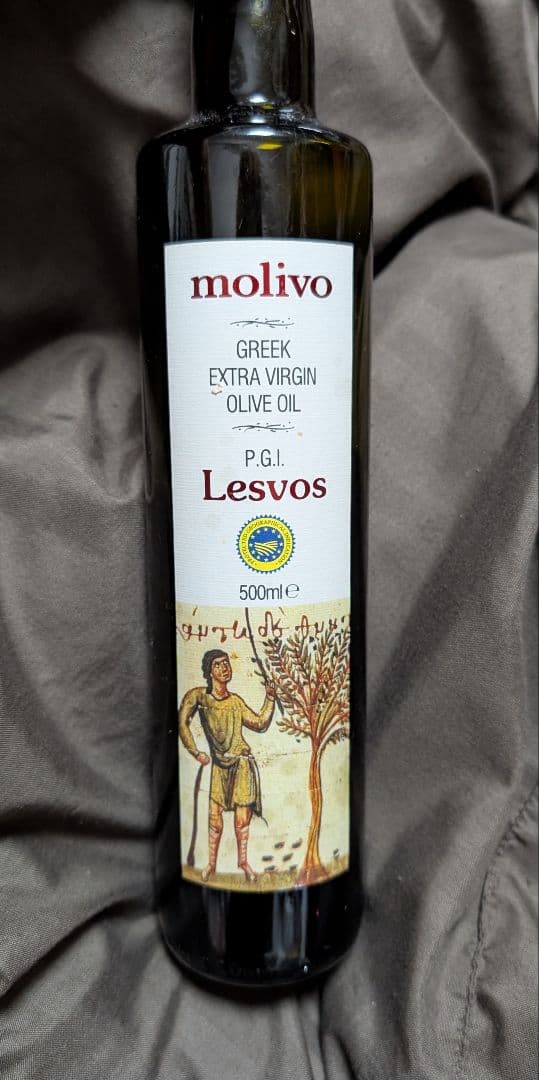 molivo
GREEK
EXTRA VIRGIN
OLIVE OIL
P.G.I.
Lesvos
500ml℮